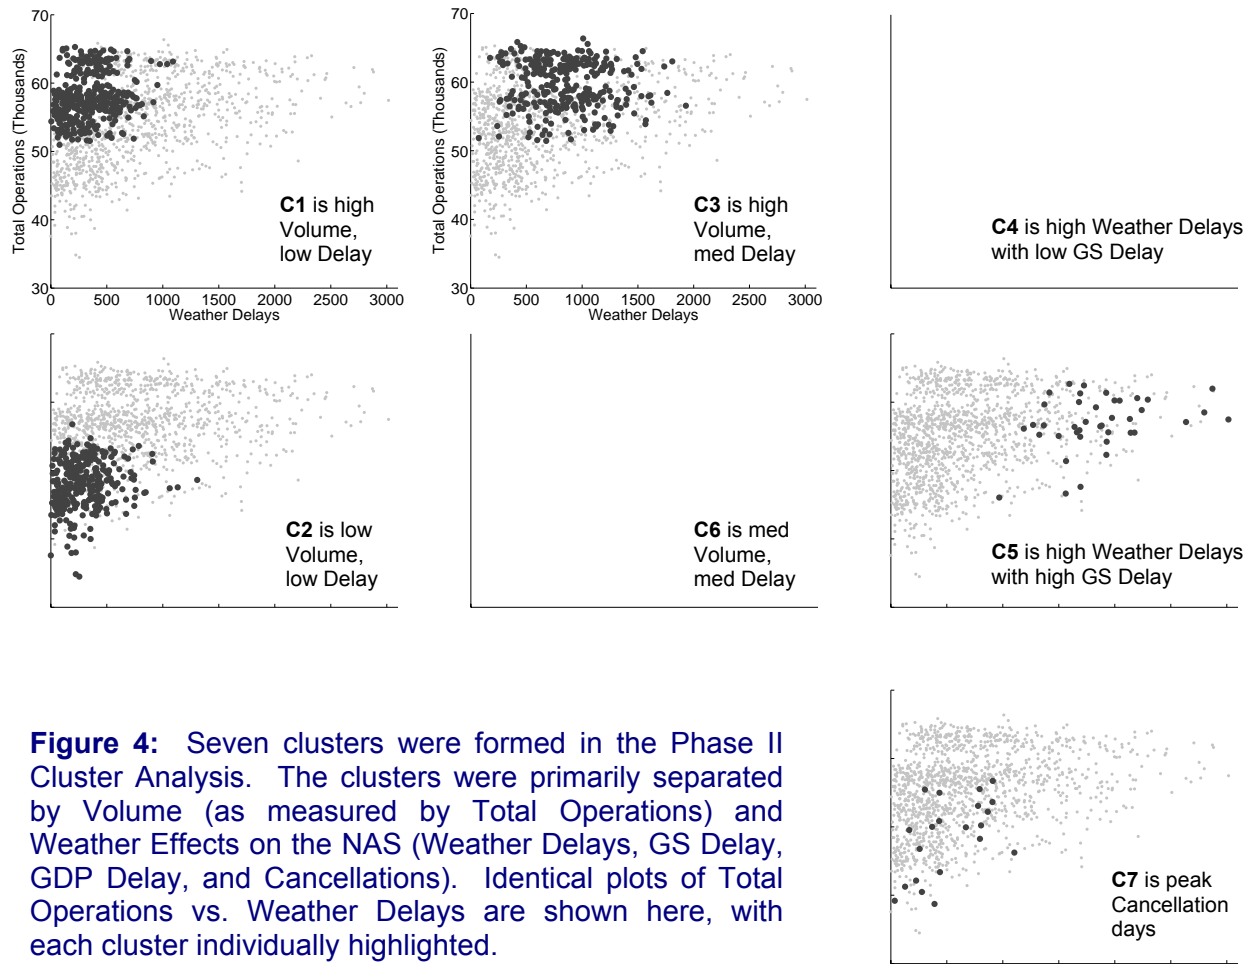 70
60
50
40
30
Total Operations (Thousands)
0 500 1000 1500 2000 2500 3000
Weather Delays
C1 is high
Volume,
low Delay
70
60
50
40
30
Total Operations (Thousands)
0 500 1000 1500 2000 2500 3000
Weather Delays
C3 is high
Volume,
med Delay
C4 is high Weather Delays
with low GS Delay
C2 is low
Volume,
low Delay
C6 is med
Volume,
med Delay
C5 is high Weather Delays
with high GS Delay
C7 is peak
Cancellation
days
Figure 4: Seven clusters were formed in the Phase II
Cluster Analysis. The clusters were primarily separated
by Volume (as measured by Total Operations) and
Weather Effects on the NAS (Weather Delays, GS Delay,
GDP Delay, and Cancellations). Identical plots of Total
Operations vs. Weather Delays are shown here, with
each cluster individually highlighted.